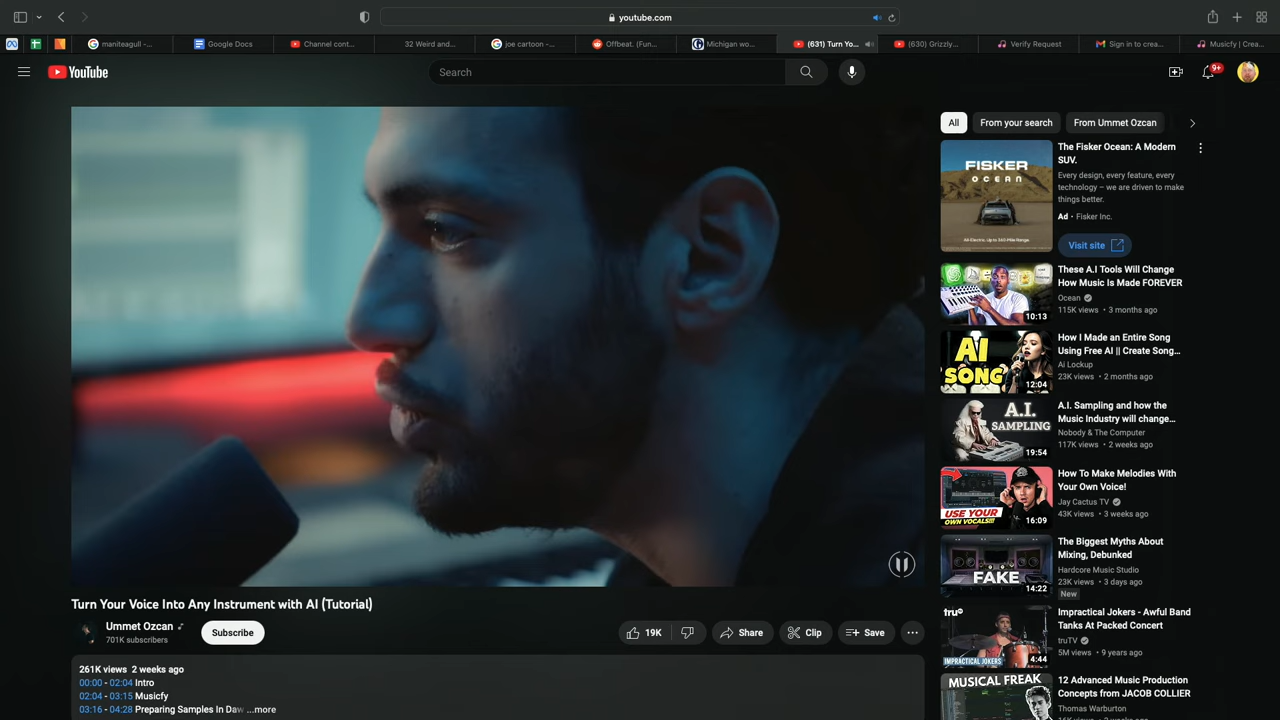 youtube.com
maniteagull -...
Google Docs
Channel cont...
32 Weird and...
joe cartoon -...
Offbeat. (Fun...
Michigan wo...
(631) Turn Yo...
(630) Grizzly...
Verify Request
Sign in to crea...
Musicfy | Crea...
YouTube
Search
9+
All
From your search
From Ummet Ozcan
FISKER
OCEAN
All-Electric. Up to 360-Mile Range.
The Fisker Ocean: A Modern
SUV.
Every design, every feature, every
technology – we are driven to make
things better.
Ad • Fisker Inc.
Visit site
10:13
These A.I Tools Will Change
How Music Is Made FOREVER
Ocean
115K views • 3 months ago
AI
SONG
12:04
How I Made an Entire Song
Using Free AI || Create Song...
Ai Lockup
23K views • 2 months ago
A.I.
SAMPLING
19:54
A.I. Sampling and how the
Music Industry will change...
Nobody & The Computer
117K views • 2 weeks ago
USE YOUR
OWN VOCALS!!!
16:09
How To Make Melodies With
Your Own Voice!
Jay Cactus TV
43K views • 3 weeks ago
FAKE
14:22
The Biggest Myths About
Mixing, Debunked
Hardcore Music Studio
23K views • 3 days ago
New
tru
IMPRACTICAL JOKERS
4:44
Impractical Jokers - Awful Band
Tanks At Packed Concert
truTV
5M views • 9 years ago
MUSICAL FREAK
12 Advanced Music Production
Concepts from JACOB COLLIER
Thomas Warburton
Turn Your Voice Into Any Instrument with AI (Tutorial)
Ummet Ozcan
701K subscribers
Subscribe
19K
Share
Clip
Save
261K views 2 weeks ago
00:00 - 02:04 Intro
02:04 - 03:15 Musicfy
03:16 - 04:28 Preparing Samples In Daw ...more